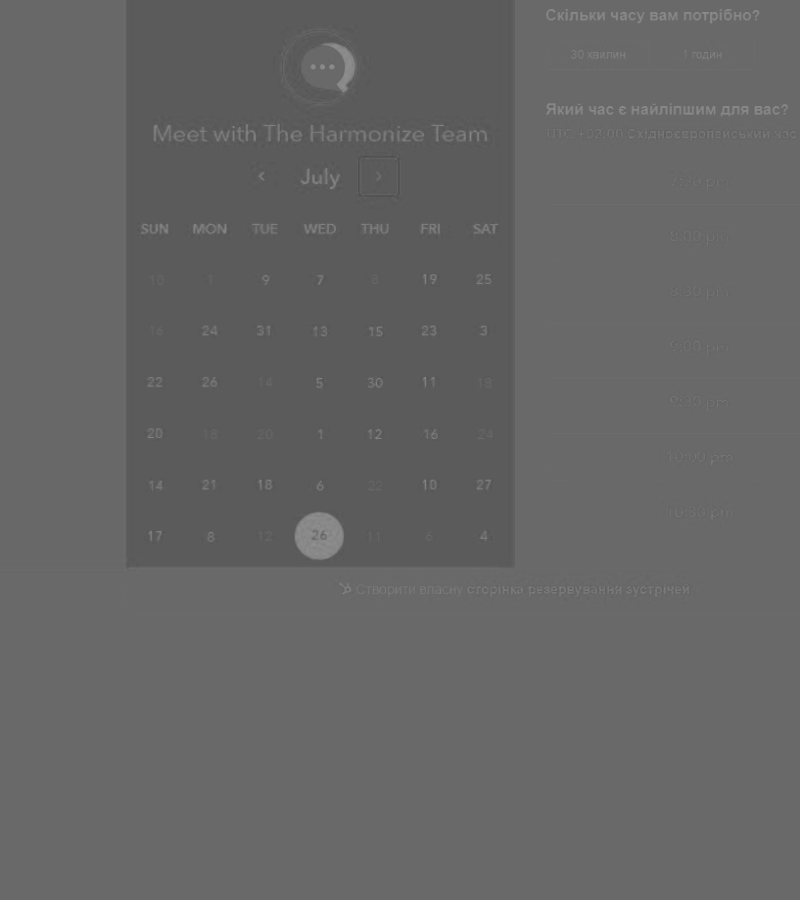 Meet with The Harmonize Team
July
SUN MON TUE WED THU FRI SAT
10 1 9 7 8 19 25
16 24 31 13 15 23 3
22 26 14 5 30 11 18
20 18 20 1 12 16 24
14 21 18 6 22 10 27
17 8 12 26 11 6 4
Скільки часу вам потрібно?
30 хвилин 1 годин
Який час є найліпшим для вас?
UTC +03:00 Східноєвропейський час
7:30 pm
8:00 pm
8:30 pm
9:00 pm
9:30 pm
10:00 pm
10:30 pm
Створити власну сторінка резервування зустрічей